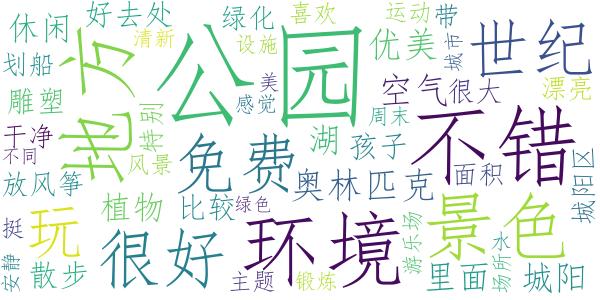 休闲
好去处
绿化
喜欢
运动
带
清新
设施
优美
城市
世纪
划船
地方
公园
美
空气
很大
漂亮
雕塑
特别
感觉
周末
干净
不同
风景
免费
湖
孩子
不错
放风筝
植物
比较
绿色
奥林匹克
面积
城阳区
挺
玩
很好
环境
游乐场
景色
场所
水
安静
散步
主题
锻炼
里面
城阳